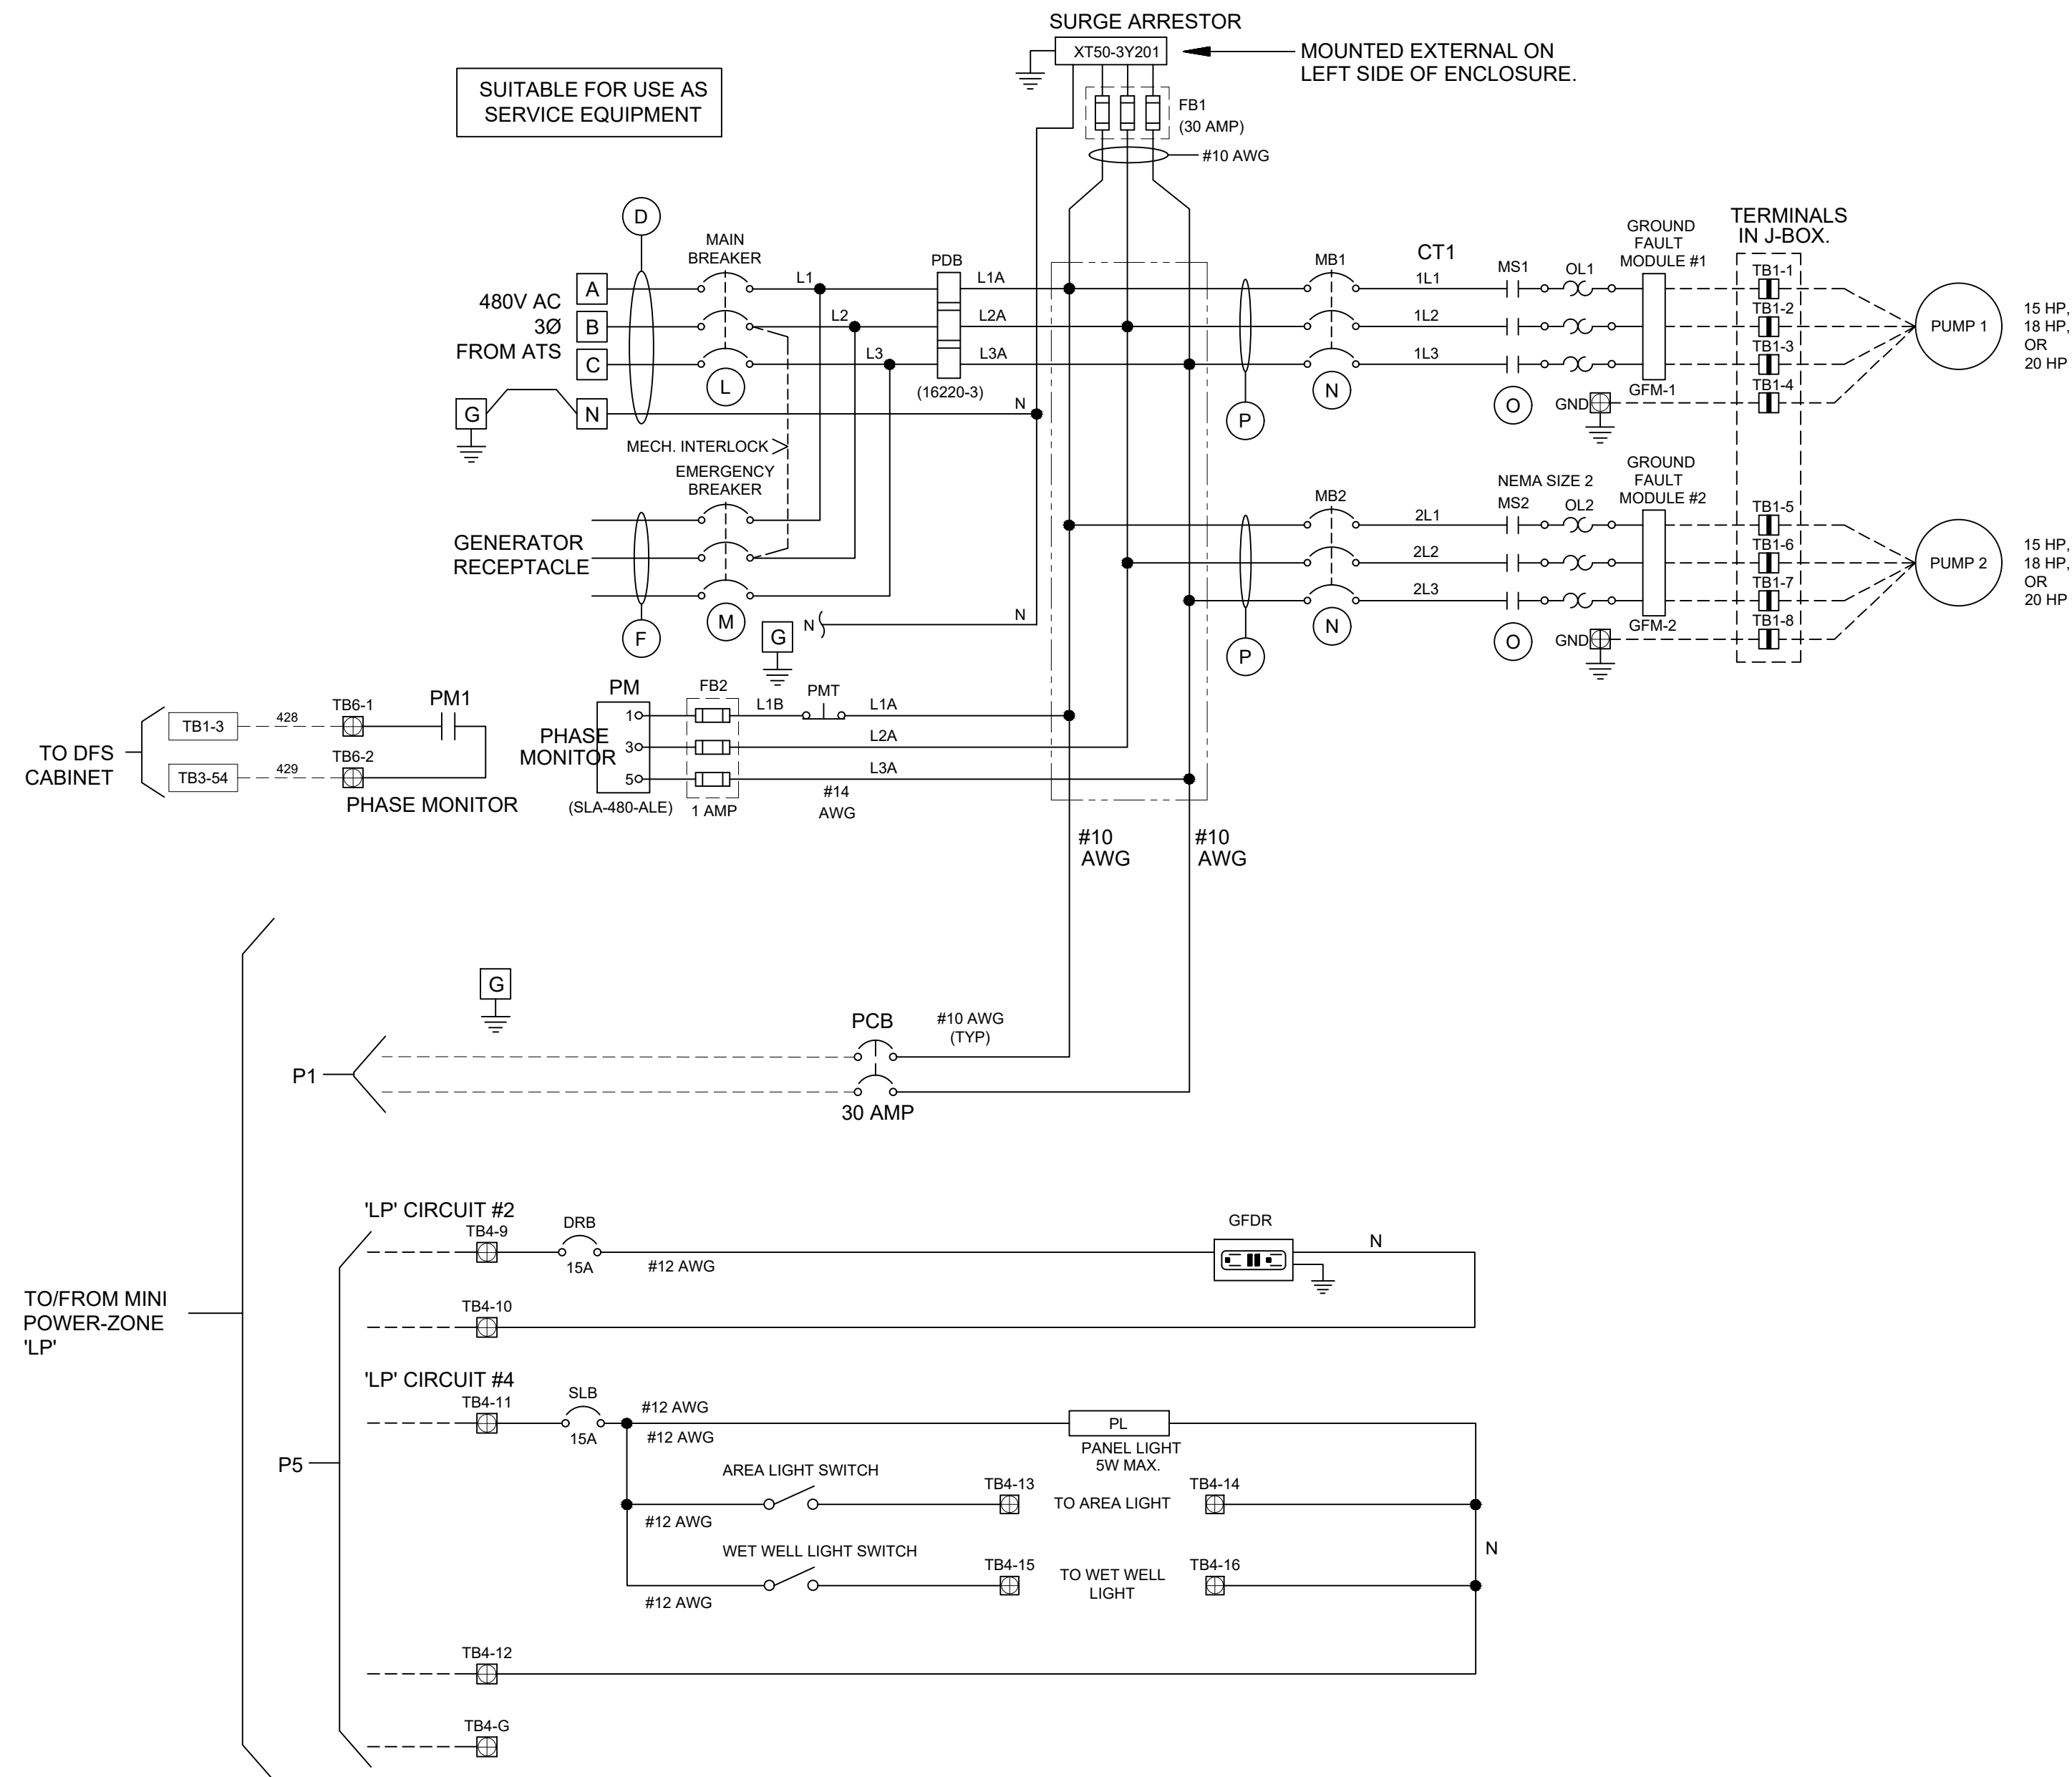 SURGE ARRESTOR
XT50-3Y201
MOUNTED EXTERNAL ON
LEFT SIDE OF ENCLOSURE.
SUITABLE FOR USE AS
SERVICE EQUIPMENT
FB1
(30 AMP)
#10 AWG
D
MAIN
BREAKER
480V AC
3Ø
FROM ATS
A
B
C
G
N
L1
L2
L3
L
PDB
(16220-3)
L1A
L2A
L3A
N
MECH. INTERLOCK
EMERGENCY
BREAKER
GENERATOR
RECEPTACLE
F
M
G
N
N
P
MB1
N
CT1
1L1
1L2
1L3
MS1
OL1
O
GROUND
FAULT
MODULE #1
GFM-1
GND
TERMINALS
IN J-BOX.
TB1-1
TB1-2
TB1-3
TB1-4
PUMP 1
15 HP,
18 HP,
OR
20 HP
P
MB2
N
2L1
2L2
2L3
NEMA SIZE 2
MS2
OL2
O
GROUND
FAULT
MODULE #2
GFM-2
GND
TB1-5
TB1-6
TB1-7
TB1-8
PUMP 2
15 HP,
18 HP,
OR
20 HP
TO DFS
CABINET
TB1-3
428
TB6-1
PM1
TB3-54
429
TB6-2
PHASE MONITOR
PM
PHASE
MONITOR
1
3
5
(SLA-480-ALE)
FB2
1 AMP
L1B
PMT
L1A
L2A
L3A
#14
AWG
#10
AWG
#10
AWG
G
P1
PCB
30 AMP
#10 AWG
(TYP)
TO/FROM MINI
POWER-ZONE
'LP'
P5
'LP' CIRCUIT #2
TB4-9
DRB
15A
#12 AWG
GFDR
N
TB4-10
'LP' CIRCUIT #4
TB4-11
SLB
15A
#12 AWG
#12 AWG
PL
PANEL LIGHT
5W MAX.
AREA LIGHT SWITCH
#12 AWG
TB4-13
TO AREA LIGHT
TB4-14
WET WELL LIGHT SWITCH
#12 AWG
TB4-15
TO WET WELL
LIGHT
TB4-16
N
TB4-12
TB4-G